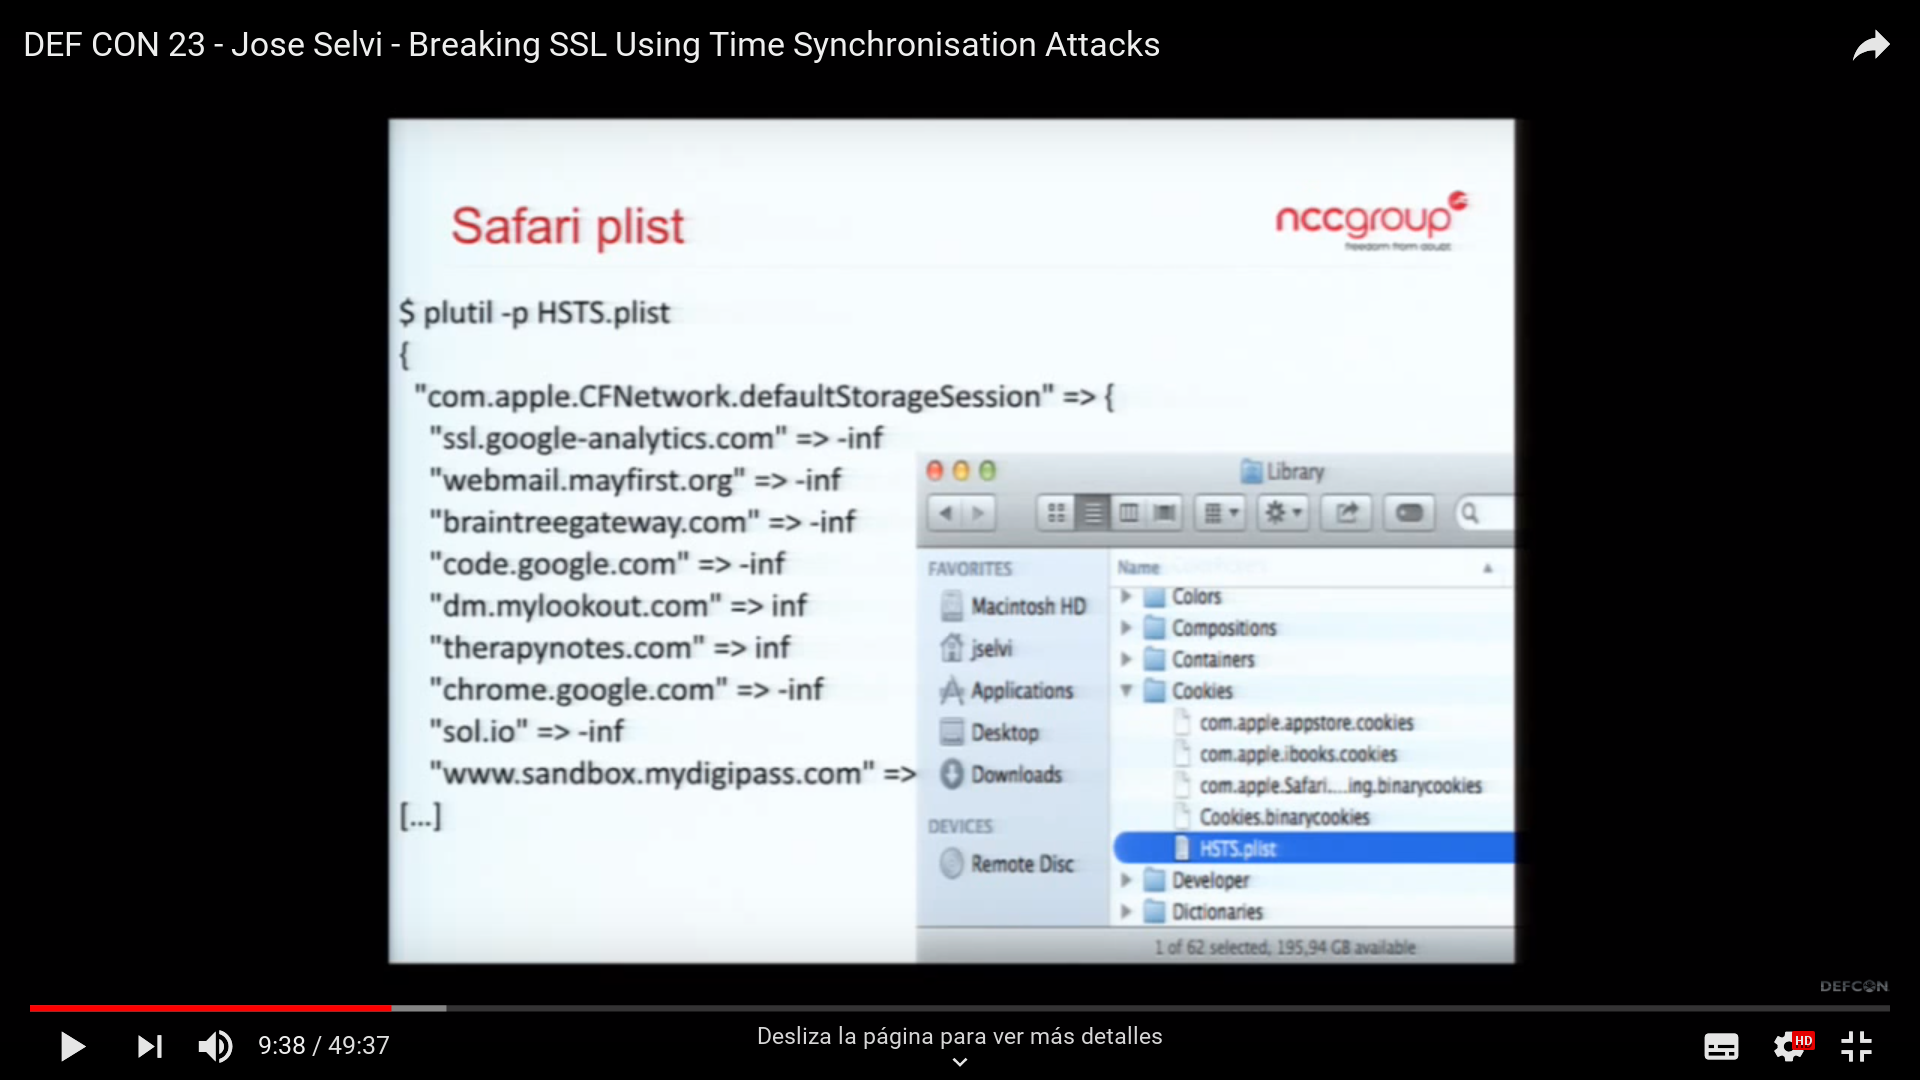 DEF CON 23 - Jose Selvi - Breaking SSL Using Time Synchronisation Attacks
Safari plist
nccgroup
freedom from doubt
$ plutil -p HSTS.plist
{
"com.apple.CFNetwork.defaultStorageSession" => {
"ssl.google-analytics.com" => -inf
"webmail.mayfirst.org" => -inf
"braintreegateway.com" => -inf
"code.google.com" => -inf
"dm.mylookout.com" => inf
"therapynotes.com" => inf
"chrome.google.com" => -inf
"sol.io" => -inf
"www.sandbox.mydigipass.com" =>
[...]
Library
FAVORITES
Macintosh HD
jselvi
Applications
Desktop
Downloads
DEVICES
Remote Disc
Name
Colors
Compositions
Containers
Cookies
com.apple.appstore.cookies
com.apple.ibooks.cookies
com.apple.Safari....ing.binarycookies
Cookies.binarycookies
HSTS.plist
Developer
Dictionaries
1 of 62 selected, 195,94 GB available
DEFCON
9:38 / 49:37
Desliza la página para ver más detalles
HD